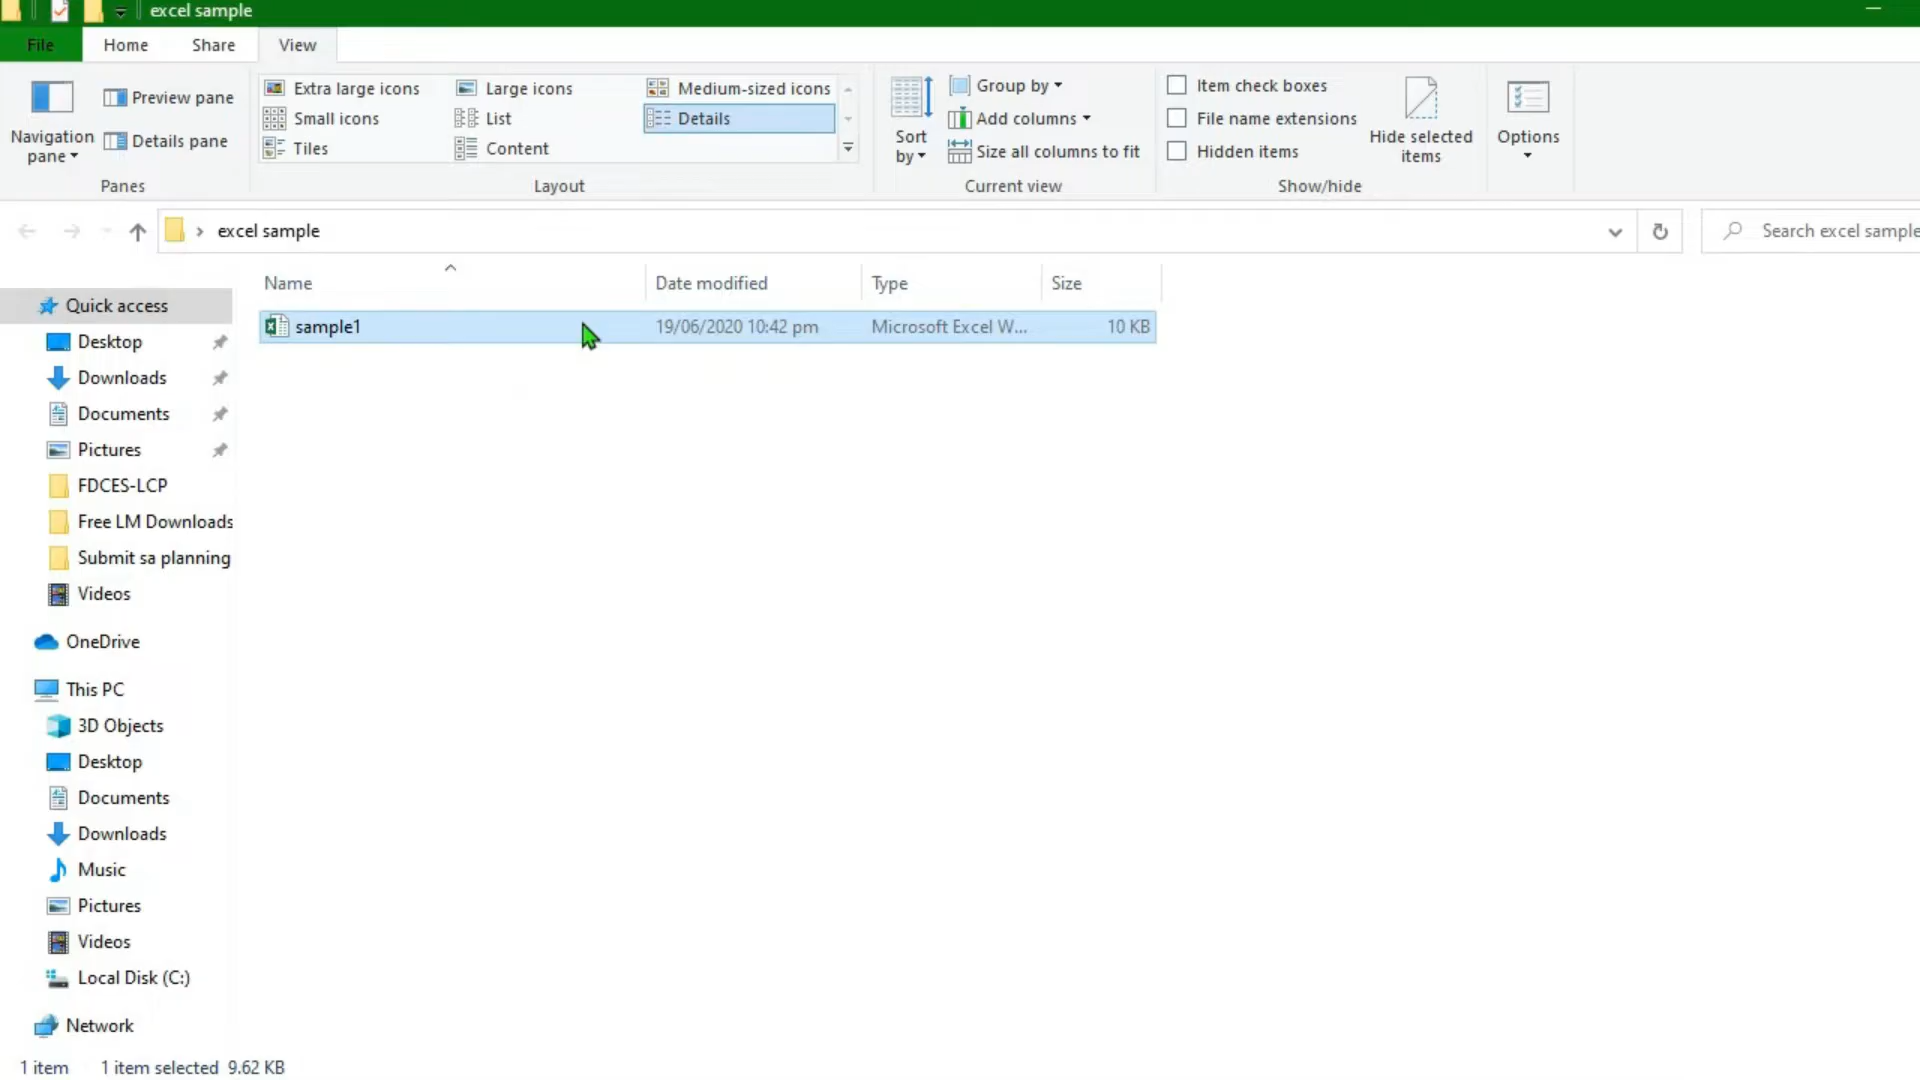 excel sample
File
Home
Share
View
Navigation pane
Preview pane
Details pane
Panes
Extra large icons
Large icons
Medium-sized icons
Small icons
List
Details
Tiles
Content
Layout
Sort by
Group by
Add columns
Size all columns to fit
Current view
Item check boxes
File name extensions
Hidden items
Hide selected items
Show/hide
Options
excel sample
Search excel sample
Name
Date modified
Type
Size
sample1
19/06/2020 10:42 pm
Microsoft Excel W...
10 KB
Quick access
Desktop
Downloads
Documents
Pictures
FDCES-LCP
Free LM Downloads
Submit sa planning
Videos
OneDrive
This PC
3D Objects
Desktop
Documents
Downloads
Music
Pictures
Videos
Local Disk (C:)
Network
1 item
1 item selected 9.62 KB